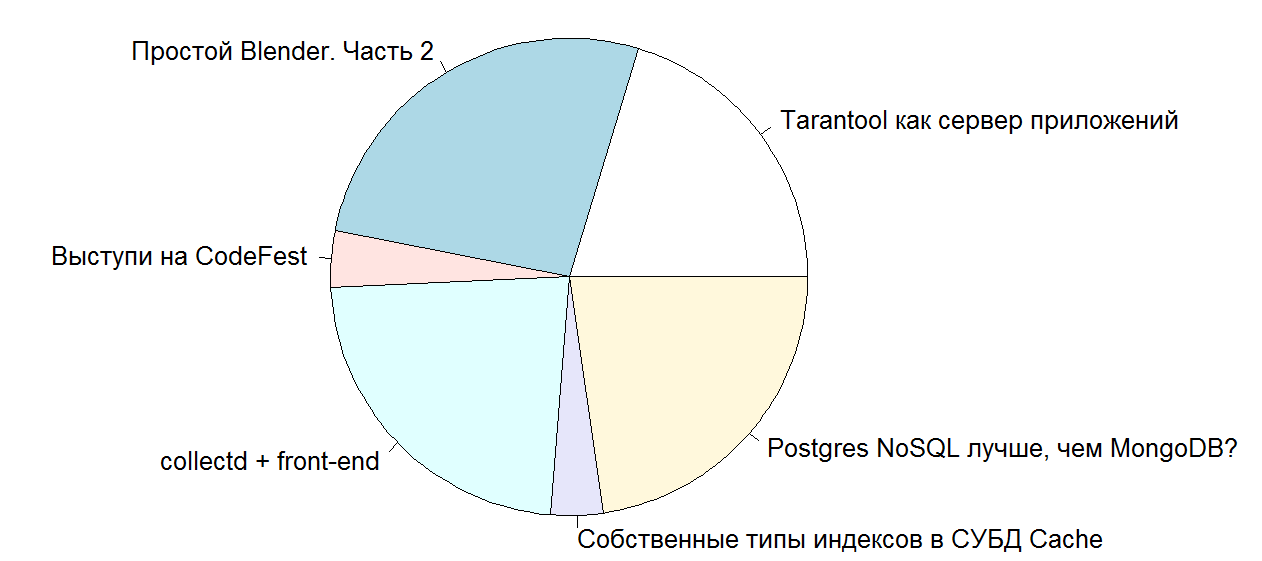 Простой Blender. Часть 2
Tarantool как сервер приложений
Выступи на CodeFest
collectd + front-end
Postgres NoSQL лучше, чем MongoDB?
Собственные типы индексов в СУБД Cache